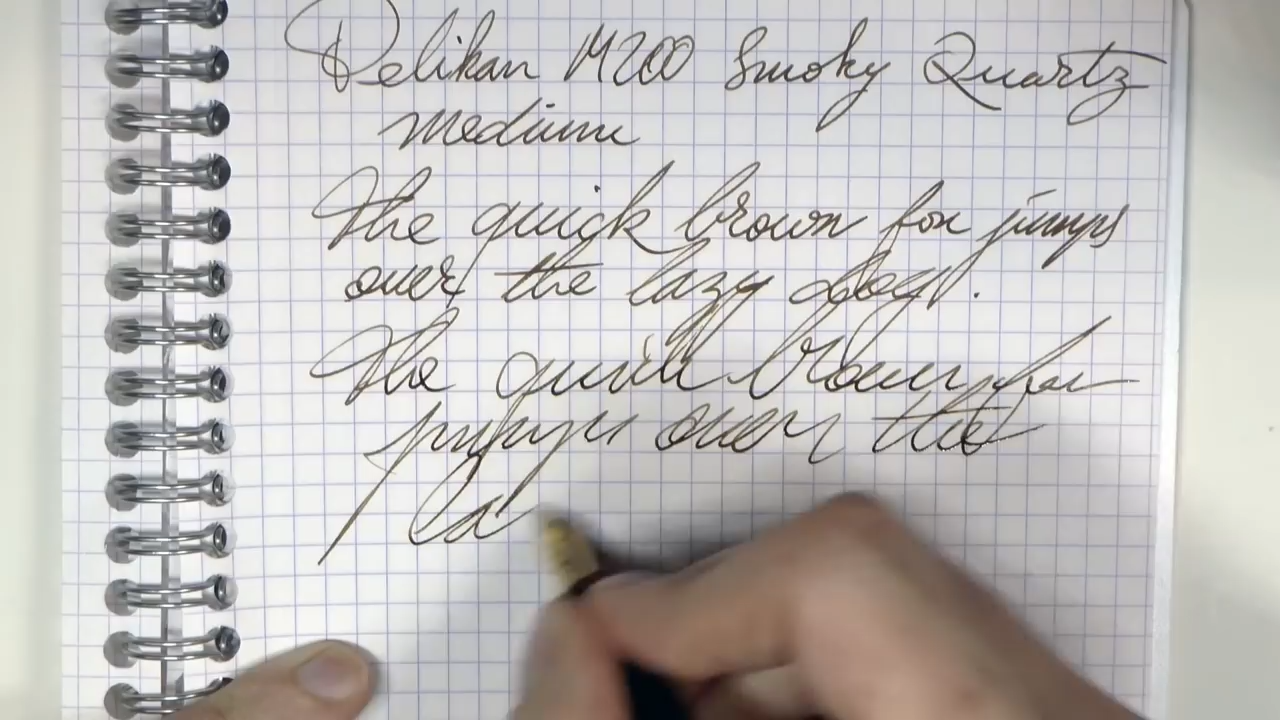 Pelikan M200 Smoky Quartz
medium
The quick brown fox jumps
over the lazy dog.
The quick brown fox
jumps over the
la